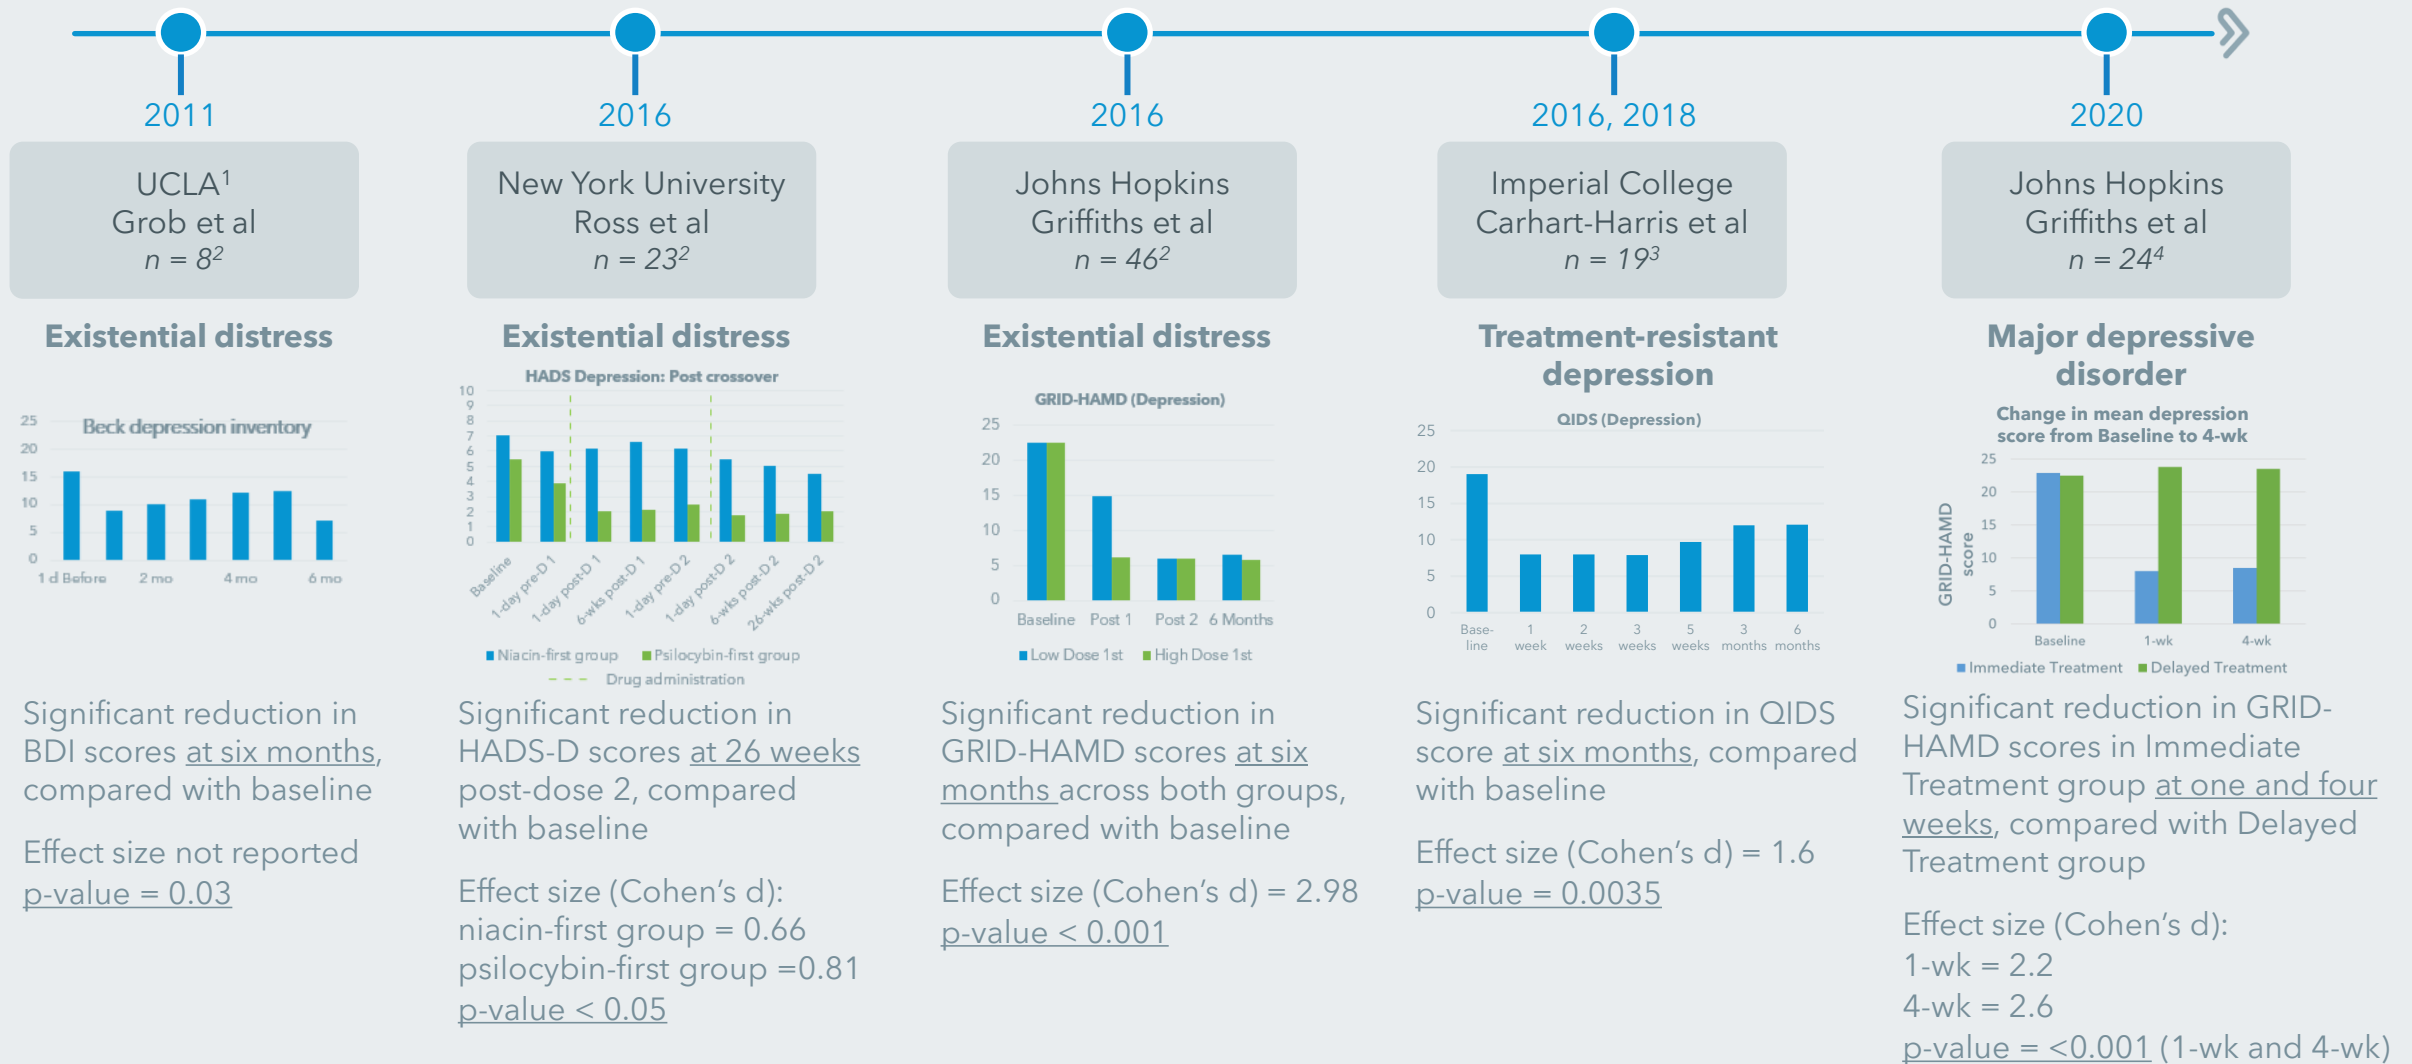 2011
UCLA1
Grob et al
n = 82
Existential distress
Beck depression inventory
25
20
15
10
5
0
1 d Before
2 mo
4 mo
6 mo
Significant reduction in
BDI scores at six months,
compared with baseline
Effect size not reported
p-value = 0.03
2016
New York University
Ross et al
n = 232
Existential distress
HADS Depression: Post crossover
10
9
8
7
6
5
4
3
2
1
0
Baseline
1-day pre-D 1
1-day post-D 1
6-wks post-D 1
1-day pre-D 2
1-day post-D 2
6-wks post-D 2
26-wks post-D 2
Niacin-first group
Psilocybin-first group
Drug administration
Significant reduction in
HADS-D scores at 26 weeks
post-dose 2, compared
with baseline
Effect size (Cohen's d):
niacin-first group = 0.66
psilocybin-first group =0.81
p-value < 0.05
2016
Johns Hopkins
Griffiths et al
n = 462
Existential distress
GRID-HAMD (Depression)
25
20
15
10
5
0
Baseline
Post 1
Post 2
6 Months
Low Dose 1st
High Dose 1st
Significant reduction in
GRID-HAMD scores at six
months across both groups,
compared with baseline
Effect size (Cohen's d) = 2.98
p-value < 0.001
2016, 2018
Imperial College
Carhart-Harris et al
n = 193
Treatment-resistant
depression
QIDS (Depression)
25
20
15
10
5
0
Base-
line
1
week
2
weeks
3
weeks
5
weeks
3
months
6
months
Significant reduction in QIDS
score at six months, compared
with baseline
Effect size (Cohen's d) = 1.6
p-value = 0.0035
2020
Johns Hopkins
Griffiths et al
n = 244
Major depressive
disorder
Change in mean depression
score from Baseline to 4-wk
GRID-HAMD
score
25
20
15
10
5
0
Baseline
1-wk
4-wk
Immediate Treatment
Delayed Treatment
Significant reduction in GRID-
HAMD scores in Immediate
Treatment group at one and four
weeks, compared with Delayed
Treatment group
Effect size (Cohen's d):
1-wk = 2.2
4-wk = 2.6
p-value = <0.001 (1-wk and 4-wk)